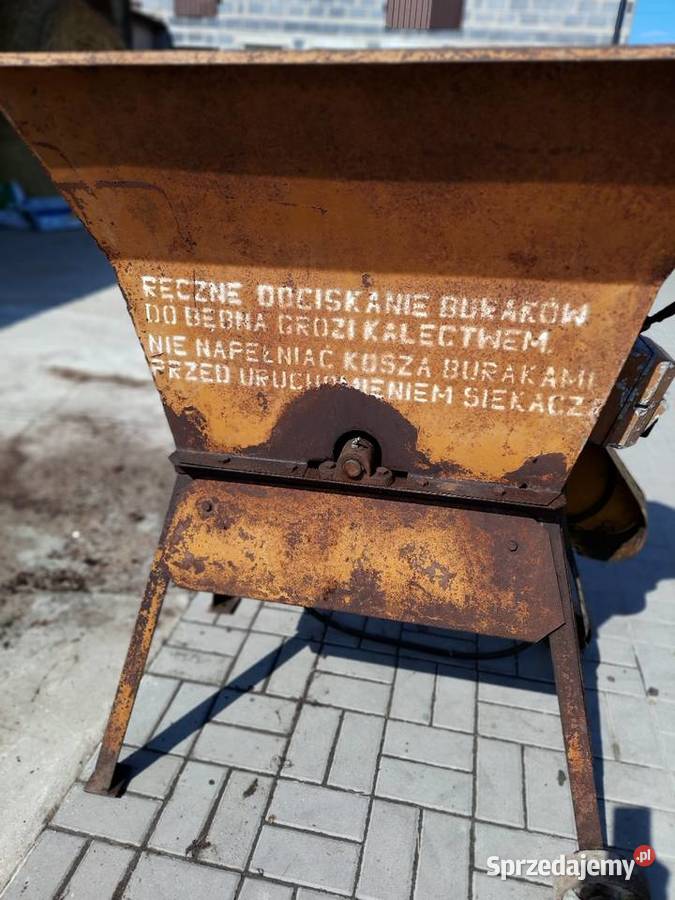 RĘCZNE DOCISKANIE BURAKÓW
DO BĘBNA GROZI KALECTWEM.
NIE NAPEŁNIAĆ KOSZA BURAKAMI
PRZED URUCHOMIENIEM SIEKACZA
Sprzedajemy.pl